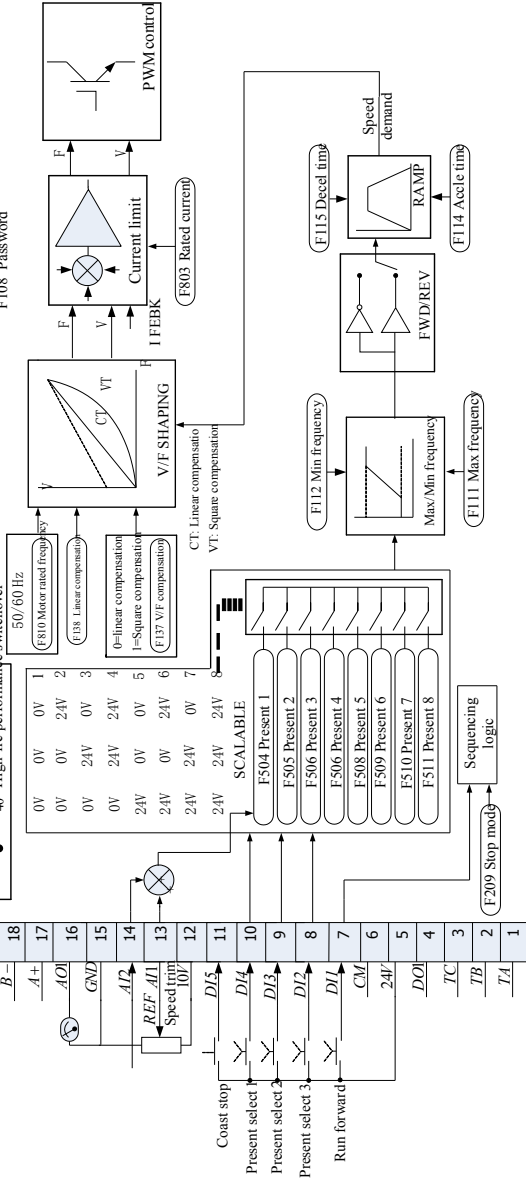 F108 Password
PWM control
F
V
Current limit
F803 Rated current
I FEBK
F
V
V
F
CT
VT
V/F SHAPING
CT: Linear compensatio
VT: Square compensation
50/60 Hz
F810 Motor rated frequency
F138 Linear compensation
0=linear compensation
1=Square compensation
F137 V/F compensation
Speed
demand
F115 Decel time
RAMP
F114 Accle time
FWD/REV
F112 Min frequency
Max/Min frequency
F111 Max frequency
0V 0V 0V 1
0V 0V 24V 2
0V 24V 0V 3
0V 24V 24V 4
24V 0V 0V 5
24V 0V 24V 6
24V 24V 0V 7
24V 24V 24V 8
SCALABLE
F504 Present 1
F505 Present 2
F506 Present 3
F506 Present 4
F508 Present 5
F509 Present 6
F510 Present 7
F511 Present 8
Sequencing
logic
F209 Stop mode
B - 18
A+ 17
AO1 16
GND 15
AI2 14
REF AI1 13
Speed trim
10V 12
DI5 11
DI4 10
DI3 9
DI2 8
DI1 7
CM 6
24V 5
DO1 4
TC 3
TB 2
TA 1
Coast stop
Present select 1
Present select 2
Present select 3
Run forward